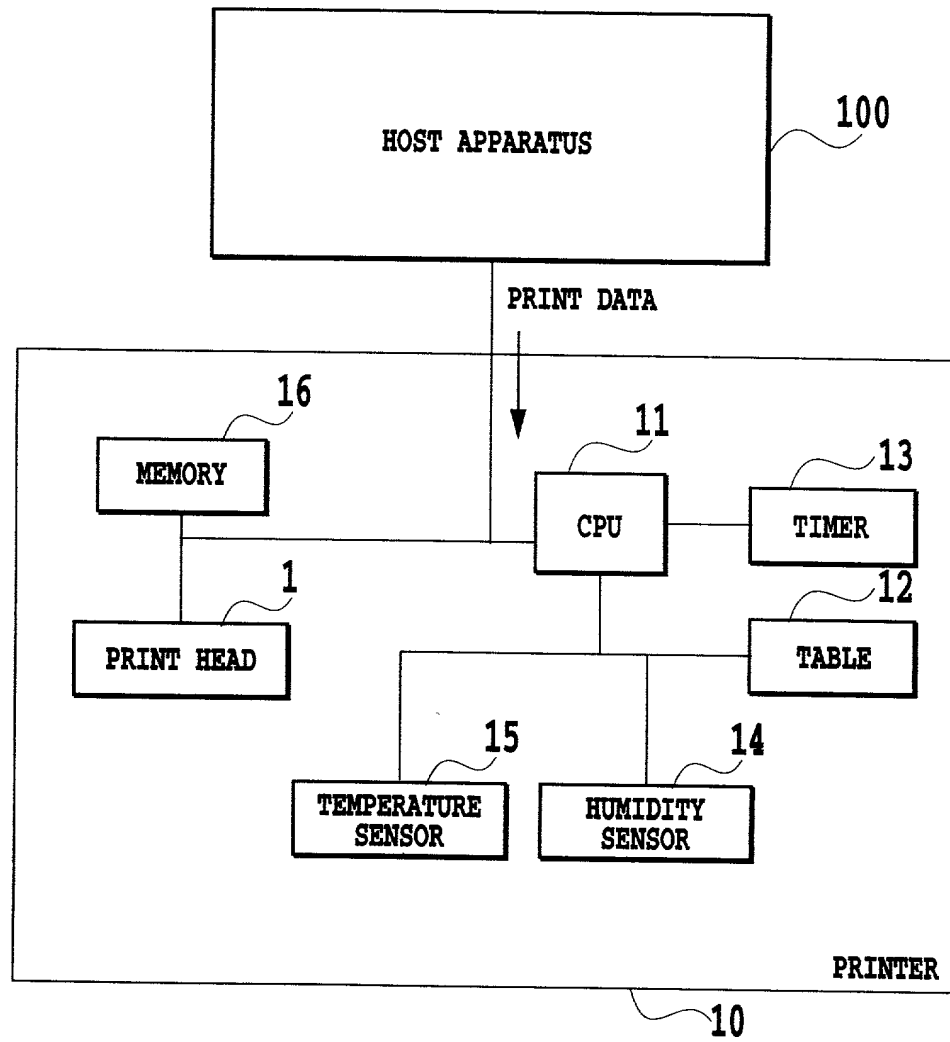 HOST APPARATUS
100
PRINT DATA
16
MEMORY
11
CPU
13
TIMER
1
PRINT HEAD
12
TABLE
15
TEMPERATURE
SENSOR
14
HUMIDITY
SENSOR
PRINTER
10